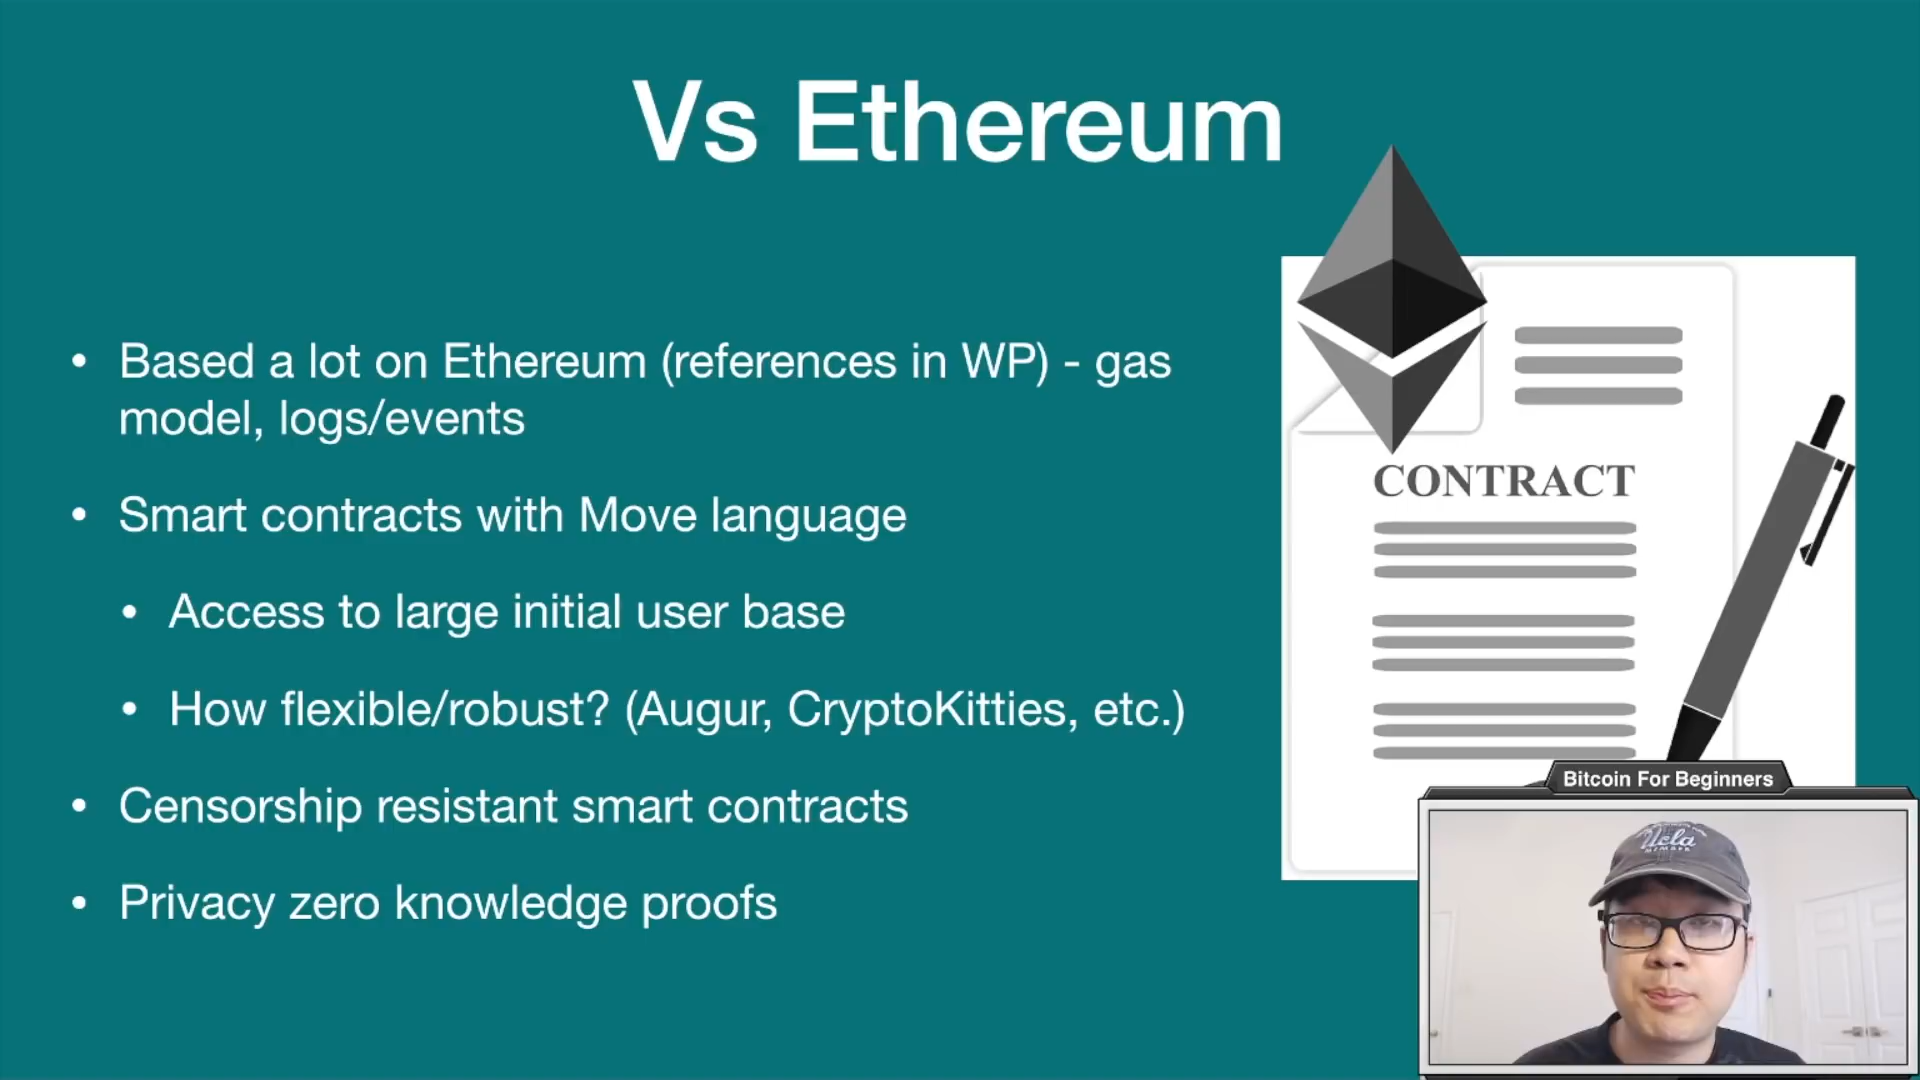 Vs Ethereum
• Based a lot on Ethereum (references in WP) - gas
model, logs/events
• Smart contracts with Move language
• Access to large initial user base
• How flexible/robust? (Augur, CryptoKitties, etc.)
• Censorship resistant smart contracts
• Privacy zero knowledge proofs
CONTRACT
Bitcoin For Beginners
Ucla